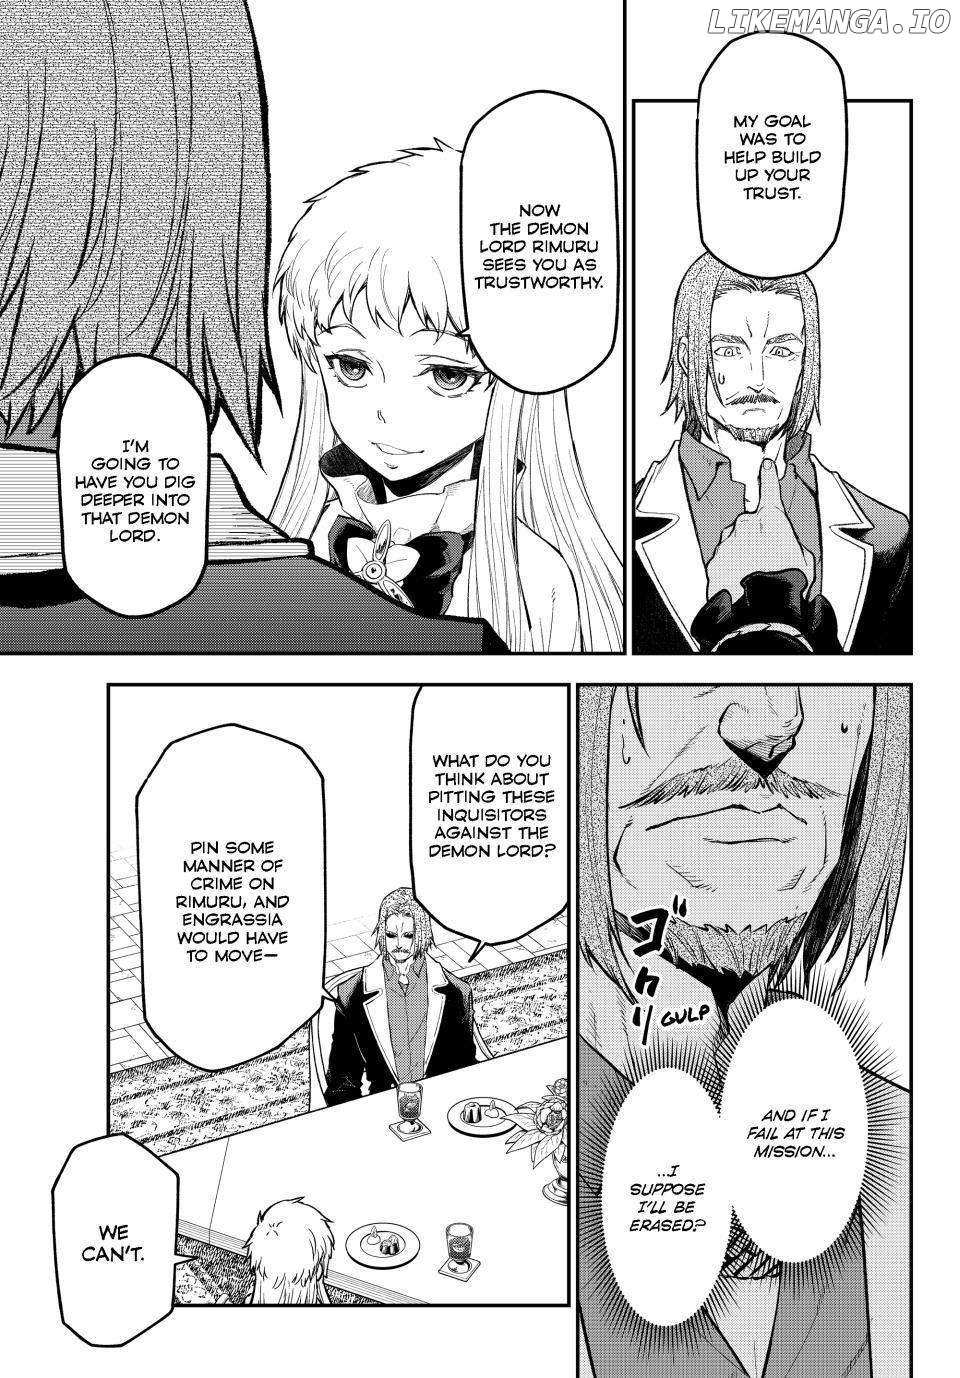 LIKEMANGA.IO
MY GOAL
WAS TO
HELP BUILD
UP YOUR
TRUST.
NOW
THE DEMON
LORD RIMURU
SEES YOU AS
TRUSTWORTHY.
I'M
GOING TO
HAVE YOU DIG
DEEPER INTO
THAT DEMON
LORD.
ゴクッ
GULP
AND IF I
FAIL AT THIS
MISSION...
...I
SUPPOSE
I'LL BE
ERASED?
WHAT DO YOU
THINK ABOUT
PITTING THESE
INQUISITORS
AGAINST THE
DEMON LORD?
PIN SOME
MANNER OF
CRIME ON
RIMURU, AND
ENGRASSIA
WOULD HAVE
TO MOVE—
WE
CAN'T.